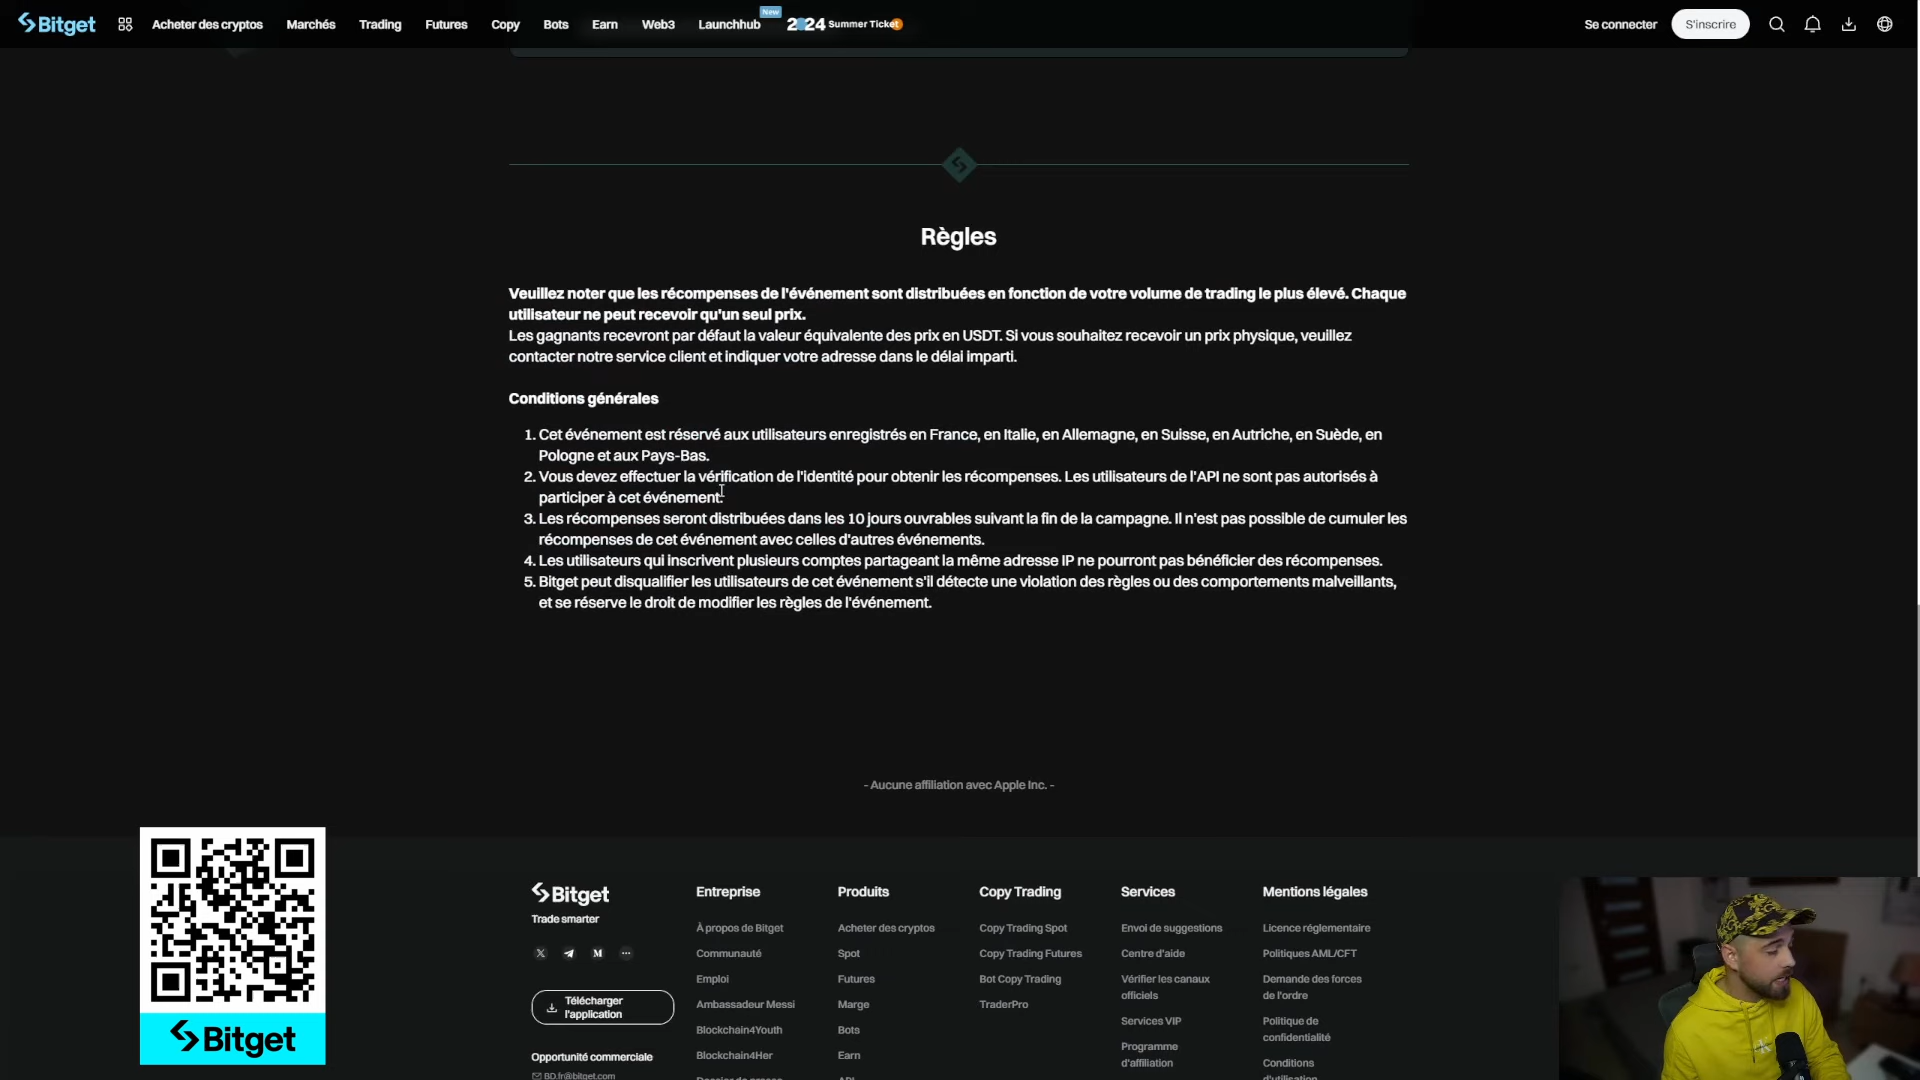 Bitget
Acheter des cryptos
Marchés
Trading
Futures
Copy
Bots
Earn
Web3
Launchhub
New
2024 Summer Ticket
Se connecter
S'inscrire
Règles
Veuillez noter que les récompenses de l'événement sont distribuées en fonction de votre volume de trading le plus élevé. Chaque
utilisateur ne peut recevoir qu'un seul prix.
Les gagnants recevront par défaut la valeur équivalente des prix en USDT. Si vous souhaitez recevoir un prix physique, veuillez
contacter notre service client et indiquer votre adresse dans le délai imparti.
Conditions générales
1. Cet événement est réservé aux utilisateurs enregistrés en France, en Italie, en Allemagne, en Suisse, en Autriche, en Suède, en
Pologne et aux Pays-Bas.
2. Vous devez effectuer la vérification de l'identité pour obtenir les récompenses. Les utilisateurs de l'API ne sont pas autorisés à
participer à cet événement.
3. Les récompenses seront distribuées dans les 10 jours ouvrables suivant la fin de la campagne. Il n'est pas possible de cumuler les
récompenses de cet événement avec celles d'autres événements.
4. Les utilisateurs qui inscrivent plusieurs comptes partageant la même adresse IP ne pourront pas bénéficier des récompenses.
5. Bitget peut disqualifier les utilisateurs de cet événement s'il détecte une violation des règles ou des comportements malveillants,
et se réserve le droit de modifier les règles de l'événement.
- Aucune affiliation avec Apple Inc. -
Bitget
Bitget
Trade smarter
Télécharger
l'application
Opportunité commerciale
BD.fr@bitget.com
Entreprise
À propos de Bitget
Communauté
Emploi
Ambassadeur Messi
Blockchain4Youth
Blockchain4Her
Dossier de presse
Produits
Acheter des cryptos
Spot
Futures
Marge
Bots
Earn
API
Copy Trading
Copy Trading Spot
Copy Trading Futures
Bot Copy Trading
TraderPro
Services
Envoi de suggestions
Centre d'aide
Vérifier les canaux
officiels
Services VIP
Programme
d'affiliation
Mentions légales
Licence réglementaire
Politiques AML/CFT
Demande des forces
de l'ordre
Politique de
confidentialité
Conditions
d'utilisation